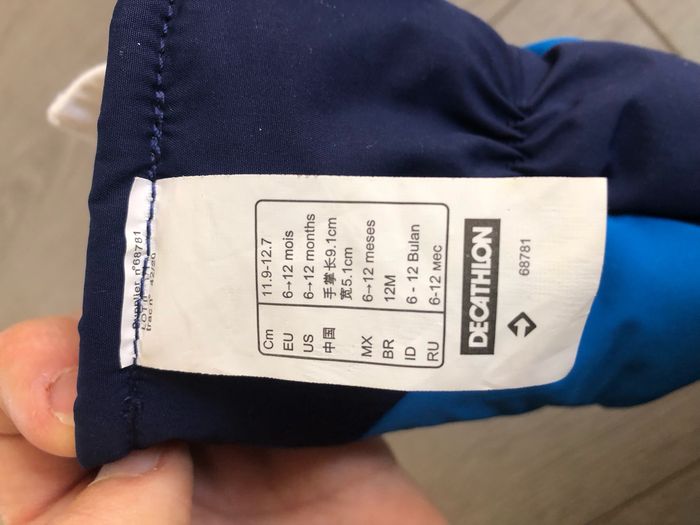 Cm 11.9-12.7
EU 6→12 mois
US 6→12 months
中国 手掌长9.1cm
宽5.1cm
MX 6→12 meses
BR 12M
ID 6 - 12 Bulan
RU 6-12 мес
DECATHLON
68781
Supplier n°68781